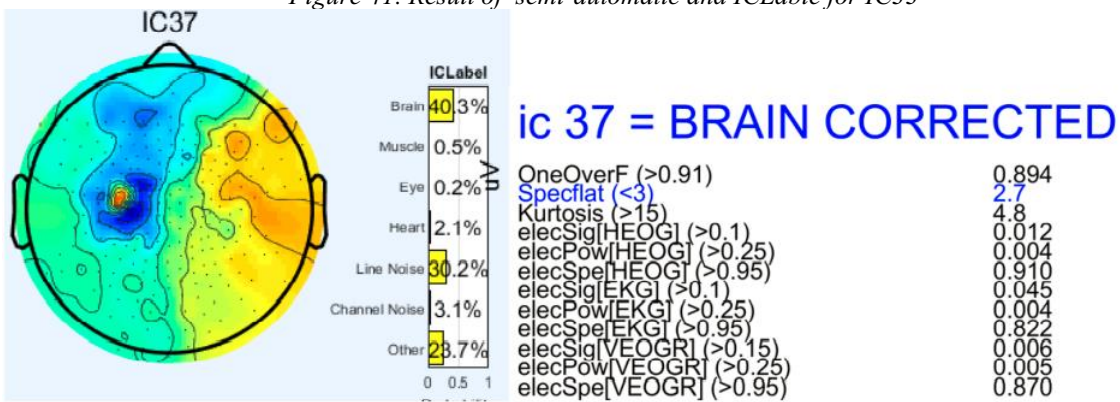 Figure 41: Result of semi-automatic and ICLable for IC35
IC37
ICLabel
Brain 40.3%
Muscle 0.5%
Eye 0.2%
Heart 2.1%
Line Noise 30.2%
Channel Noise 3.1%
Other 23.7%
0 0.5 1
An
ic 37 = BRAIN CORRECTED
OneOverF (>0.91) 0.894
Specflat (<3) 2.7
Kurtosis (>15) 4.8
elecSig[HEOG] (>0.1) 0.012
elecPow[HEOG] (>0.25) 0.004
elecSpe[HEOG] (>0.95) 0.910
elecSig[EKG] (>0.1) 0.045
elecPow[EKG] (>0.25) 0.004
elecSpe[EKG] (>0.95) 0.822
elecSig[VEOGR] (>0.15) 0.006
elecPow[VEOGR] (>0.25) 0.005
elecSpe[VEOGR] (>0.95) 0.870